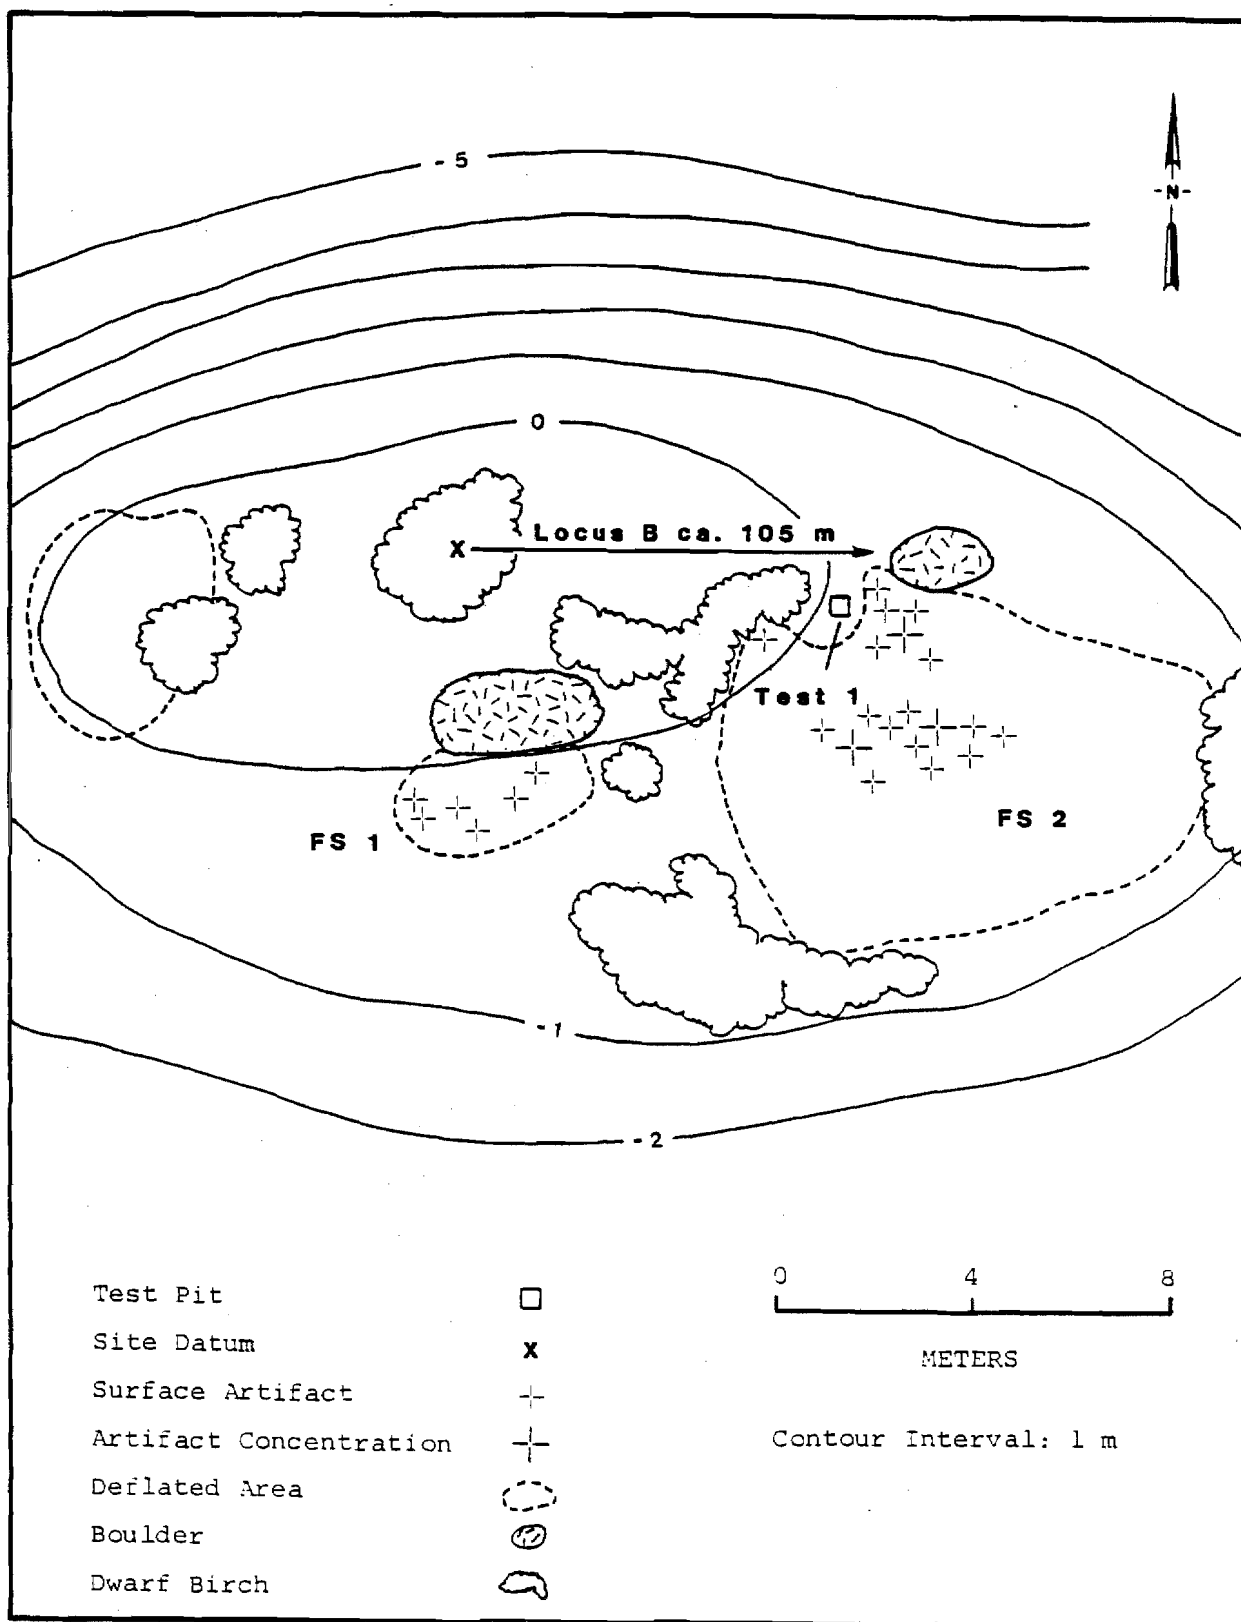 - 5
- N -
0
Locus B ca. 105 m
X
Test 1
FS 2
FS 1
- 1
- 2
0 4 8
METERS
Contour Interval: 1 m
Test Pit
Site Datum X
Surface Artifact
Artifact Concentration
Deflated Area
Boulder
Dwarf Birch